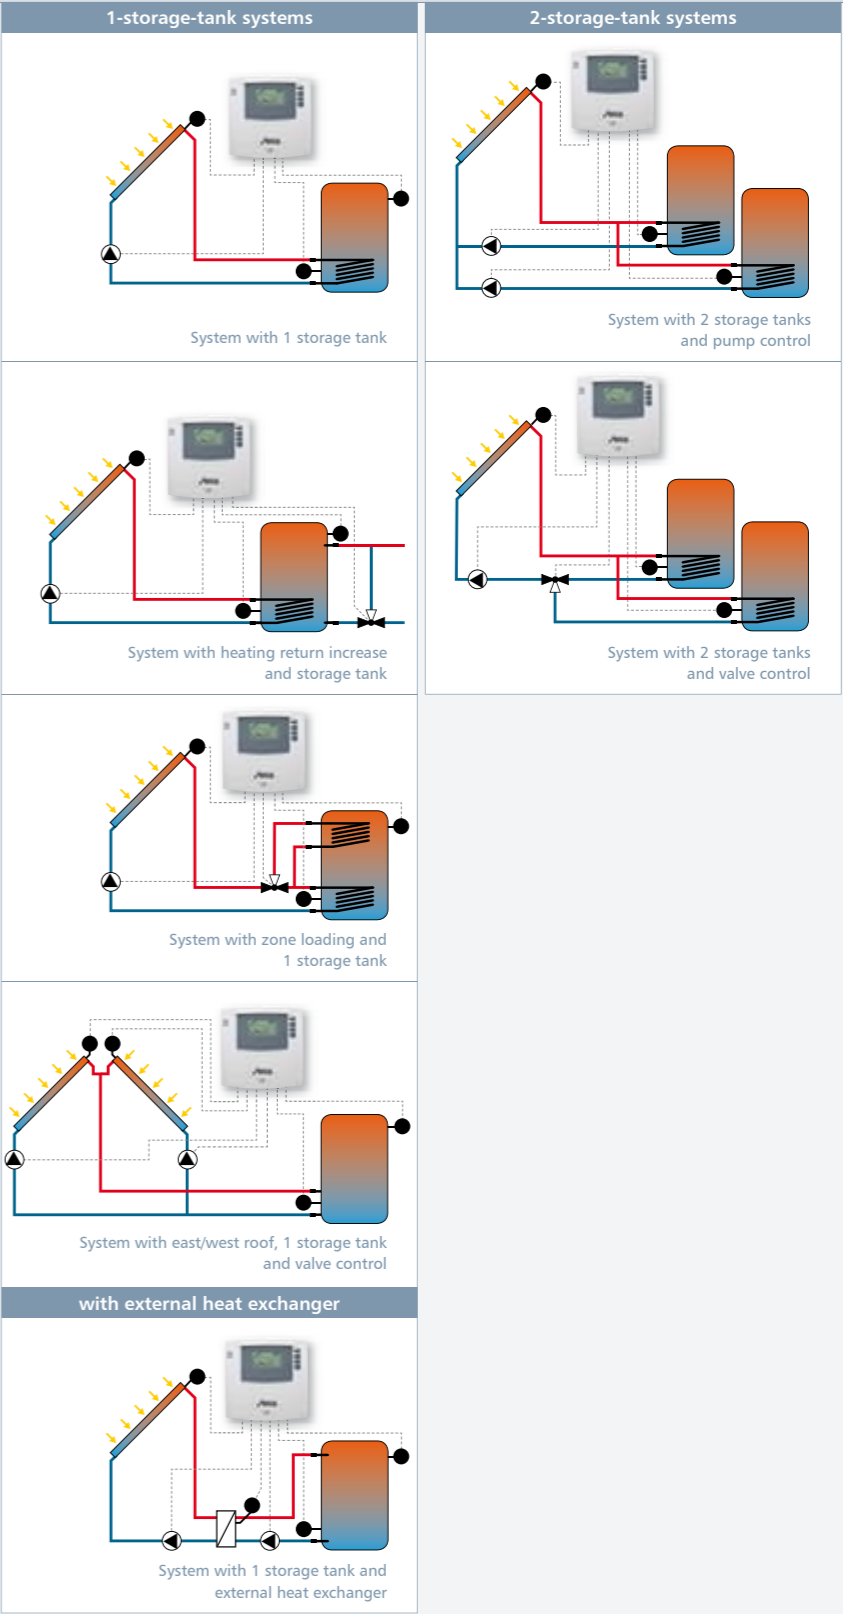 1-storage-tank systems
System with 1 storage tank
System with heating return increase
and storage tank
System with zone loading and
1 storage tank
System with east/west roof, 1 storage tank
and valve control
with external heat exchanger
System with 1 storage tank and
external heat exchanger
2-storage-tank systems
System with 2 storage tanks
and pump control
System with 2 storage tanks
and valve control